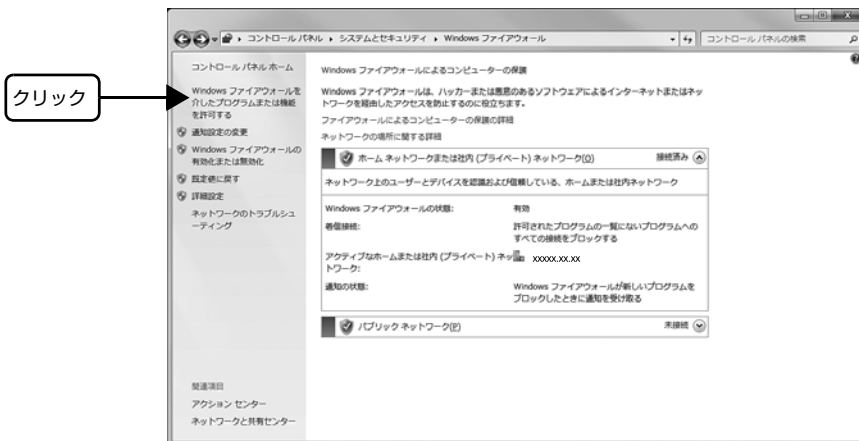 コントロール パネル ▸ システムとセキュリティ ▸ Windows ファイアウォール
コントロール パネルの検索
クリック
コントロール パネル ホーム
Windows ファイアウォールを
介したプログラムまたは機能
を許可する
通知設定の変更
Windows ファイアウォールの
有効化または無効化
既定値に戻す
詳細設定
ネットワークのトラブルシュ
ーティング
Windows ファイアウォールによるコンピューターの保護
Windows ファイアウォールは、ハッカーまたは悪意のあるソフトウェアによるインターネットまたはネッ
トワークを経由したアクセスを防止するのに役立ちます。
ファイアウォールによるコンピューターの保護の詳細
ネットワークの場所に関する詳細
ホーム ネットワークまたは社内 (プライベート) ネットワーク(O)
接続済み
ネットワーク上のユーザーとデバイスを認識および信頼している、ホームまたは社内ネットワーク
Windows ファイアウォールの状態:
有効
着信接続:
許可されたプログラムの一覧にないプログラムへの
すべての接続をブロックする
アクティブなホームまたは社内 (プライベート) ネッ
トワーク:
xxxxx.xx.xx
通知の状態:
Windows ファイアウォールが新しいプログラムを
ブロックしたときに通知を受け取る
パブリック ネットワーク(P)
未接続
関連項目
アクション センター
ネットワークと共有センター